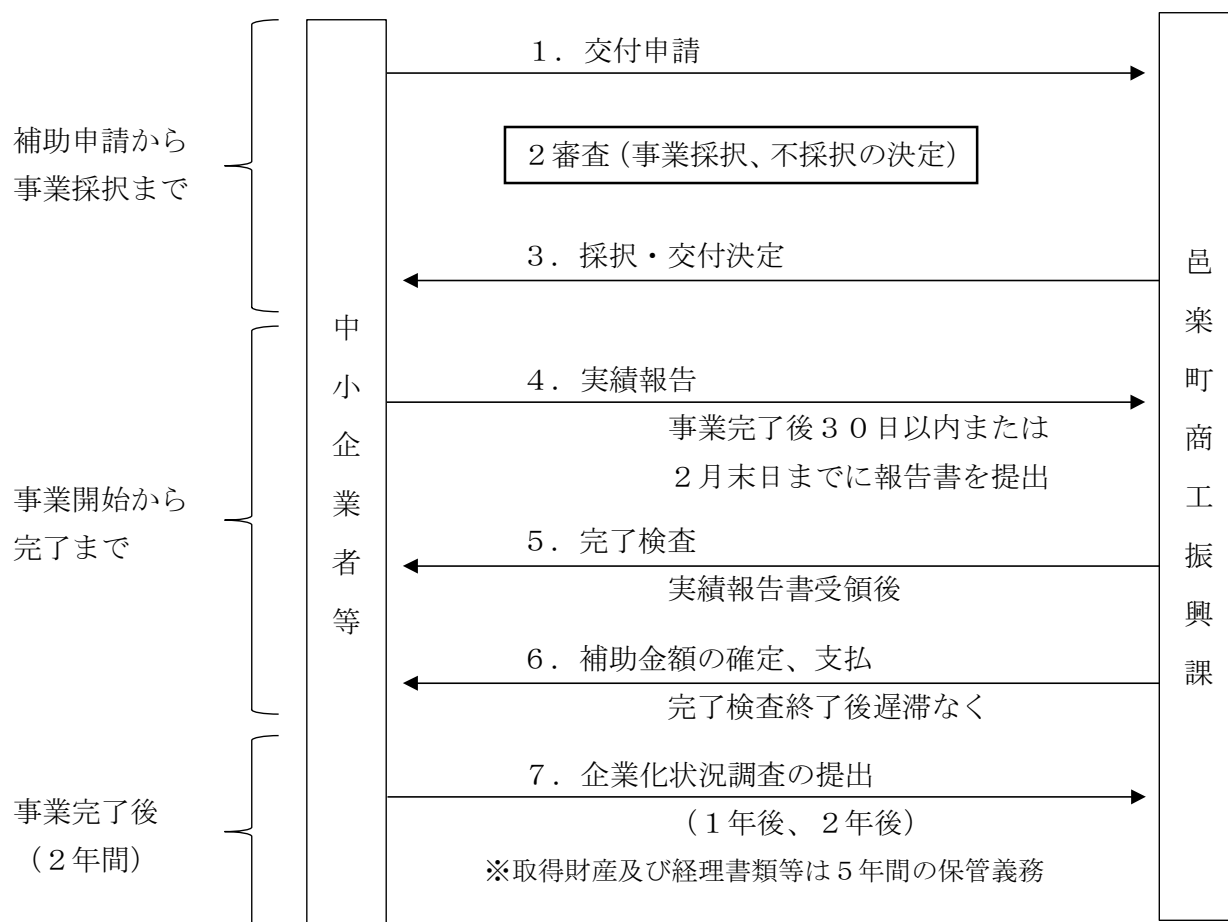 １．交付申請
補助申請から
事業採択まで
２審査（事業採択、不採択の決定）
３．採択・交付決定
中小企業者等
邑楽町商工振興課
４．実績報告
事業完了後３０日以内または
２月末日までに報告書を提出
事業開始から
完了まで
５．完了検査
実績報告書受領後
６．補助金額の確定、支払
完了検査終了後遅滞なく
７．企業化状況調査の提出
（１年後、２年後）
事業完了後
（２年間）
※取得財産及び経理書類等は５年間の保管義務